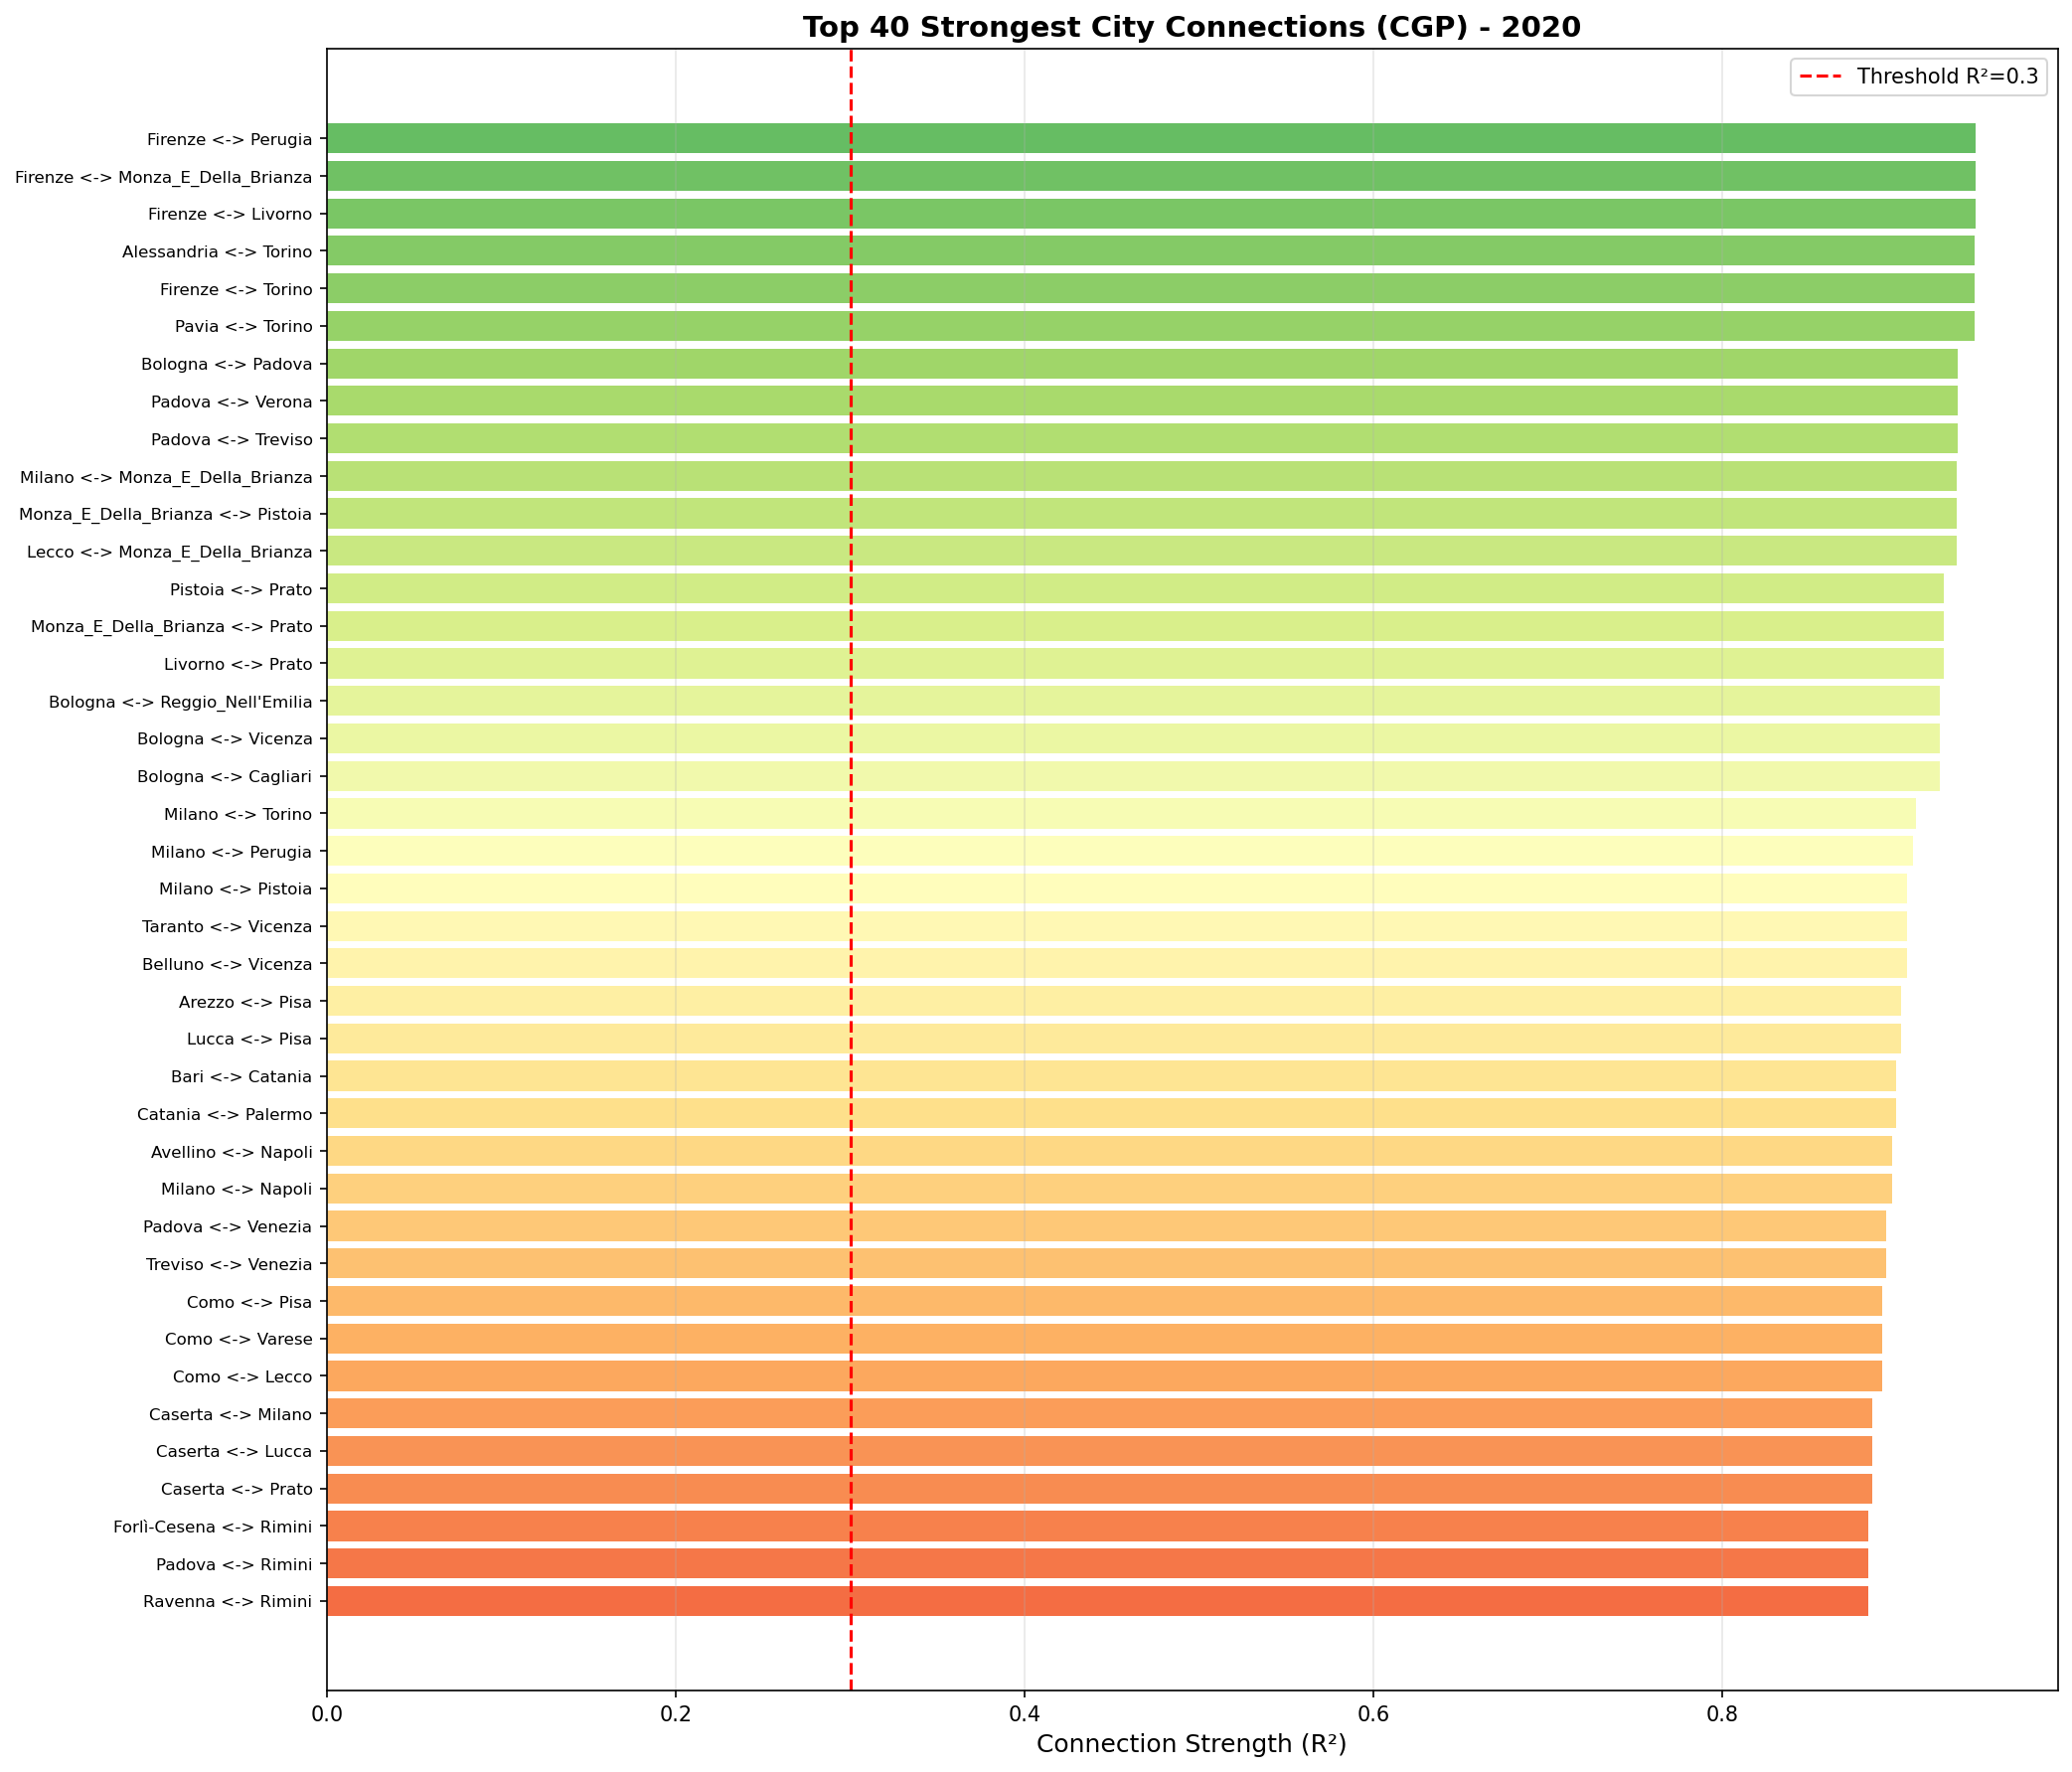 Top 40 Strongest City Connections (CGP) - 2020
Threshold R²=0.3
Firenze <-> Perugia
Firenze <-> Monza_E_Della_Brianza
Firenze <-> Livorno
Alessandria <-> Torino
Firenze <-> Torino
Pavia <-> Torino
Bologna <-> Padova
Padova <-> Verona
Padova <-> Treviso
Milano <-> Monza_E_Della_Brianza
Monza_E_Della_Brianza <-> Pistoia
Lecco <-> Monza_E_Della_Brianza
Pistoia <-> Prato
Monza_E_Della_Brianza <-> Prato
Livorno <-> Prato
Bologna <-> Reggio_Nell'Emilia
Bologna <-> Vicenza
Bologna <-> Cagliari
Milano <-> Torino
Milano <-> Perugia
Milano <-> Pistoia
Taranto <-> Vicenza
Belluno <-> Vicenza
Arezzo <-> Pisa
Lucca <-> Pisa
Bari <-> Catania
Catania <-> Palermo
Avellino <-> Napoli
Milano <-> Napoli
Padova <-> Venezia
Treviso <-> Venezia
Como <-> Pisa
Como <-> Varese
Como <-> Lecco
Caserta <-> Milano
Caserta <-> Lucca
Caserta <-> Prato
Forlì-Cesena <-> Rimini
Padova <-> Rimini
Ravenna <-> Rimini
0.0 0.2 0.4 0.6 0.8
Connection Strength (R²)